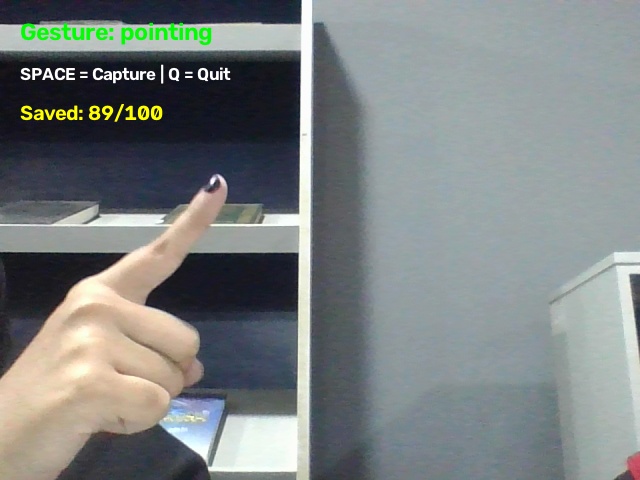 Gesture: pointing
SPACE = Capture | Q = Quit
Saved: 89/100